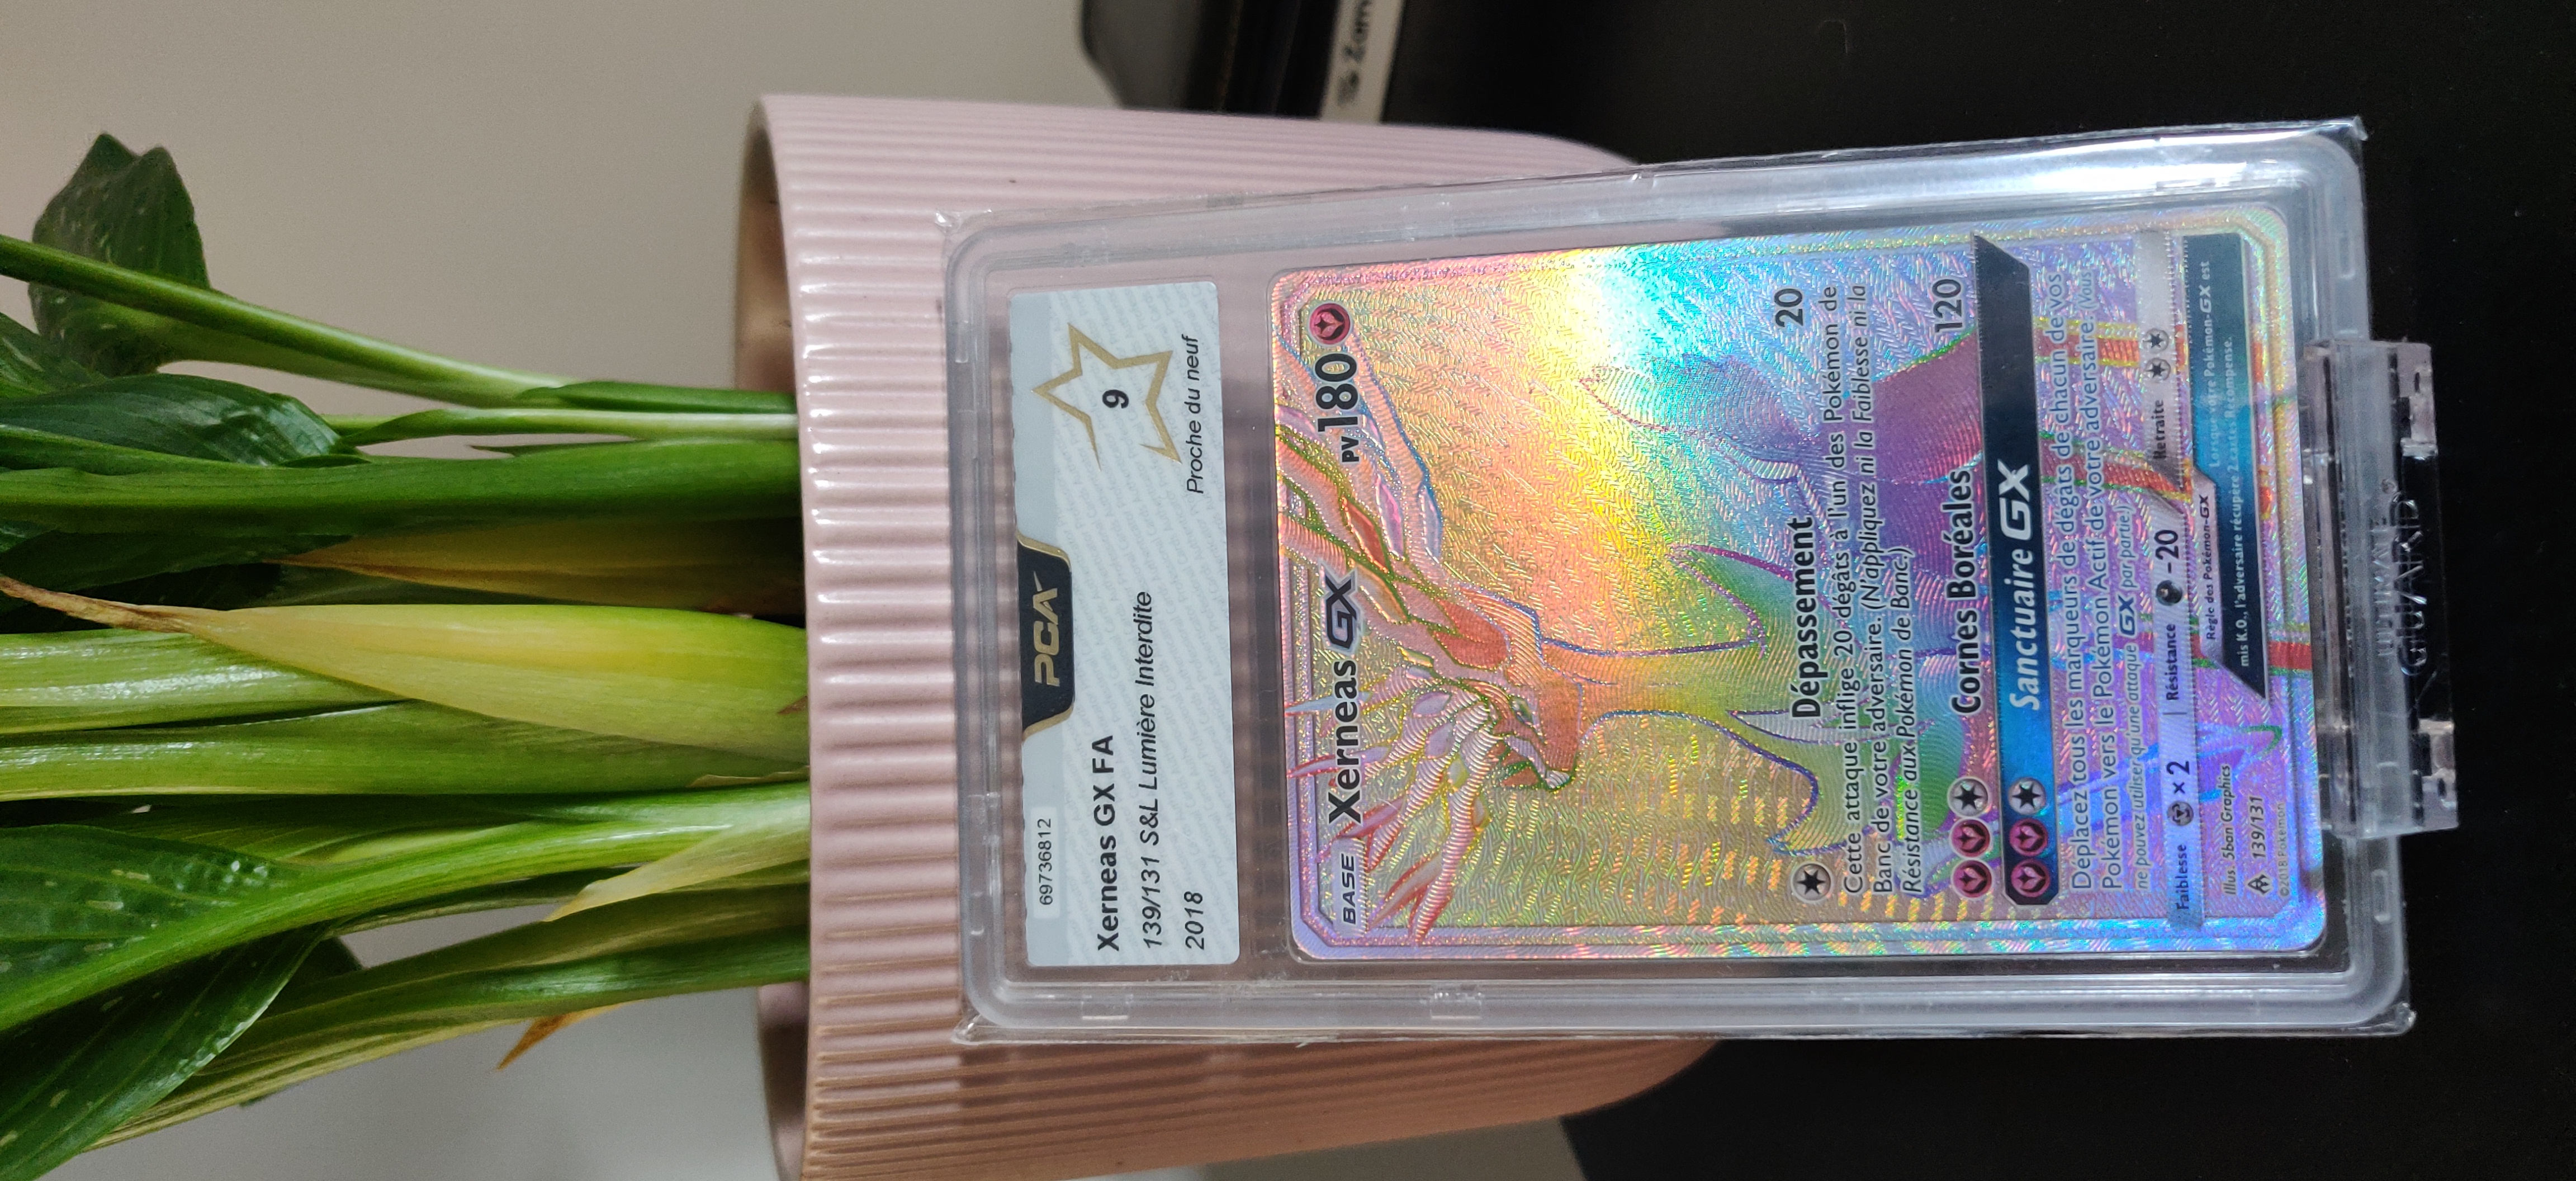 69736812
PCA
Xerneas GX FA
139/131 S&L Lumière Interdite
2018
9
Proche du neuf
BASE Xerneas GX PV180
Dépassement 20
Cette attaque inflige 20 dégâts à l'un des Pokémon de
Banc de votre adversaire. (N'appliquez ni la Faiblesse ni la
Résistance aux Pokémon de Banc.)
Cornes Boréales 120
Sanctuaire GX
Déplacez tous les marqueurs de dégâts de chacun de vos
Pokémon vers le Pokémon Actif de votre adversaire. (Vous
ne pouvez utiliser qu'une attaque GX par partie.)
Faiblesse ×2 Résistance -20 Retraite
Règle des Pokémon-GX Lorsque votre Pokémon-GX est
mis K.O., l'adversaire récupère 2 cartes Récompense.
Illus. 5ban Graphics
139/131
©2018 Pokémon
ULTIMATE
GUARD®